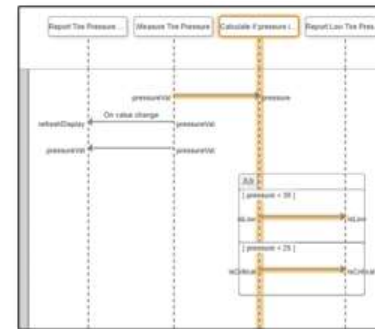 Report Tire Pressure ...
Measure Tire Pressure
Calculate if pressure i...
Report Low Tire Pres
pressureVal
pressure
On value change
refreshDisplay
pressureVal
pressureVal
pressureVal
Alt
[ pressure < 30 ]
isLow
isLow
[ pressure < 25 ]
isCritical
isCritical